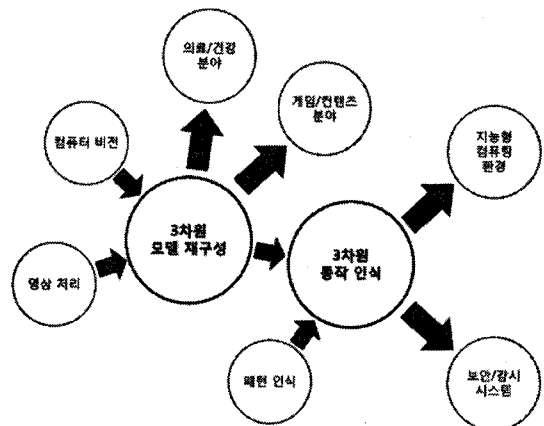 의료/건강
분야
게임/컨텐츠
분야
컴퓨터 비전
지능형
컴퓨팅
환경
3차원
모델 재구성
3차원
동작 인식
영상 처리
패턴 인식
보안/감시
시스템